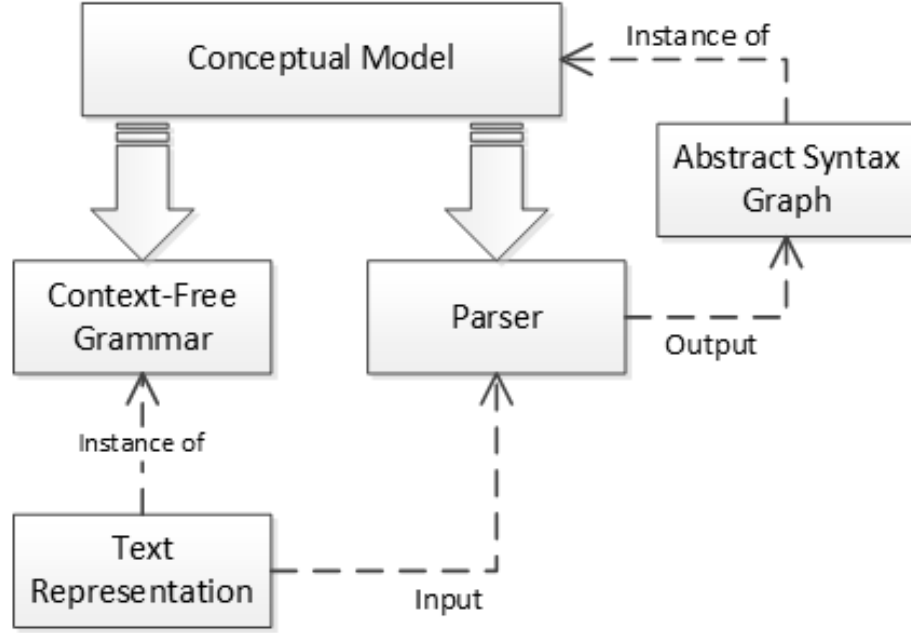 Conceptual Model
Instance of
Abstract Syntax
Graph
Context-Free
Grammar
Parser
Output
Instance of
Text
Representation
Input